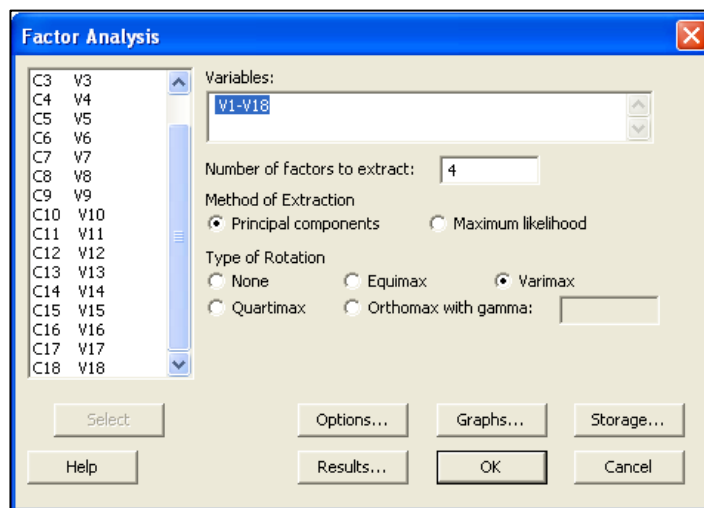 Factor Analysis
C3 V3
C4 V4
C5 V5
C6 V6
C7 V7
C8 V8
C9 V9
C10 V10
C11 V11
C12 V12
C13 V13
C14 V14
C15 V15
C16 V16
C17 V17
C18 V18
Variables:
V1-V18
Number of factors to extract: 4
Method of Extraction
Principal components Maximum likelihood
Type of Rotation
None Equimax Varimax
Quartimax Orthomax with gamma:
Select Options... Graphs... Storage...
Help Results... OK Cancel